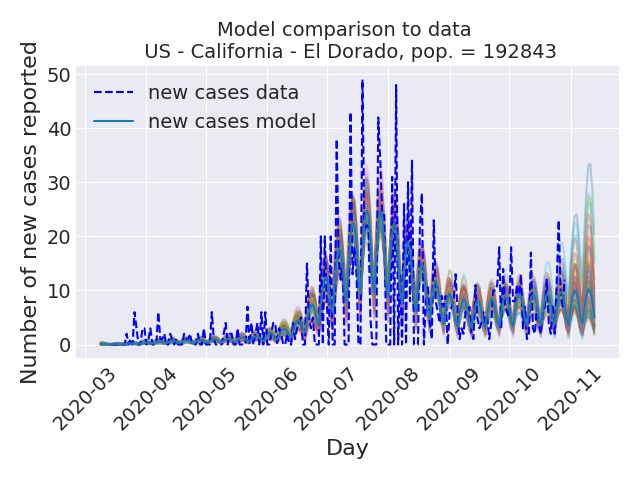 Model comparison to data
US - California - El Dorado, pop. = 192843
Number of new cases reported
50
40
30
20
10
0
new cases data
new cases model
2020-03
2020-04
2020-05
2020-06
2020-07
2020-08
2020-09
2020-10
2020-11
Day